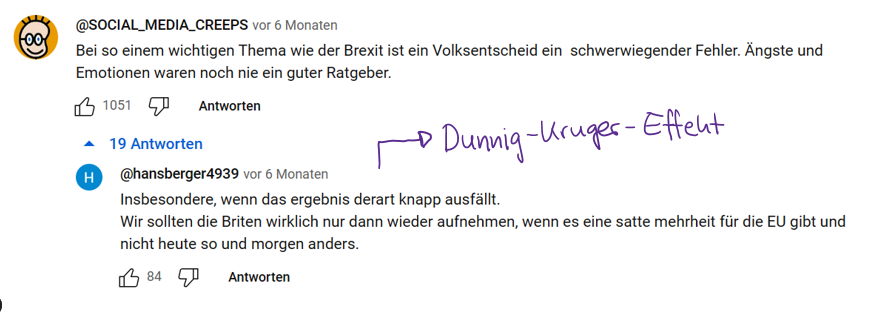 @SOCIAL_MEDIA_CREEPS vor 6 Monaten
Bei so einem wichtigen Thema wie der Brexit ist ein Volksentscheid ein schwerwiegender Fehler. Ängste und
Emotionen waren noch nie ein guter Ratgeber.
1051 Antworten
19 Antworten
Dunnig-Kruger-Effekt
H @hansberger4939 vor 6 Monaten
Insbesondere, wenn das ergebnis derart knapp ausfällt.
Wir sollten die Briten wirklich nur dann wieder aufnehmen, wenn es eine satte mehrheit für die EU gibt und
nicht heute so und morgen anders.
84 Antworten